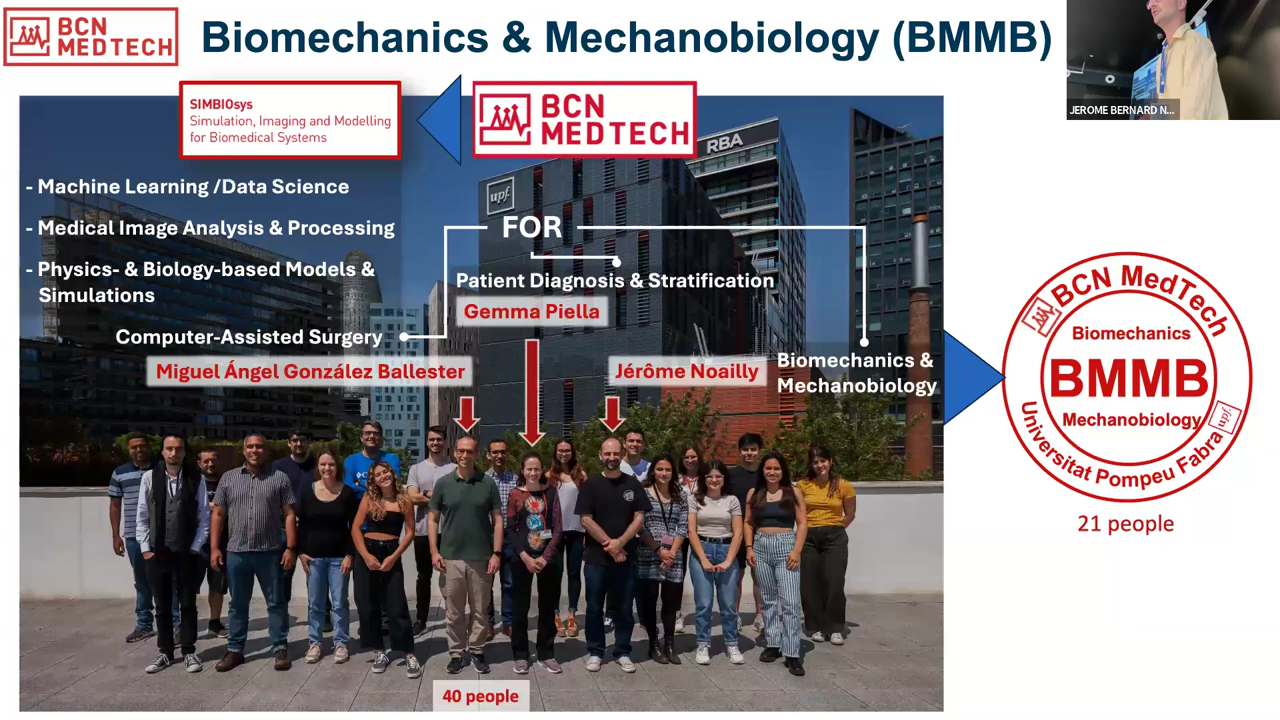 BCN
MEDTECH
Biomechanics & Mechanobiology (BMMB)
JEROME BERNARD N...
SIMBIOsys
Simulation, Imaging and Modelling
for Biomedical Systems
BCN
MEDTECH
RBA
upf.
- Machine Learning /Data Science
- Medical Image Analysis & Processing
- Physics- & Biology-based Models &
Simulations
FOR
Patient Diagnosis & Stratification
Gemma Piella
Computer-Assisted Surgery
Miguel Ángel González Ballester
Jérôme Noailly
Biomechanics &
Mechanobiology
40 people
BCN MedTech
Biomechanics
BMMB
Mechanobiology
upf.
Universitat Pompeu Fabra
21 people